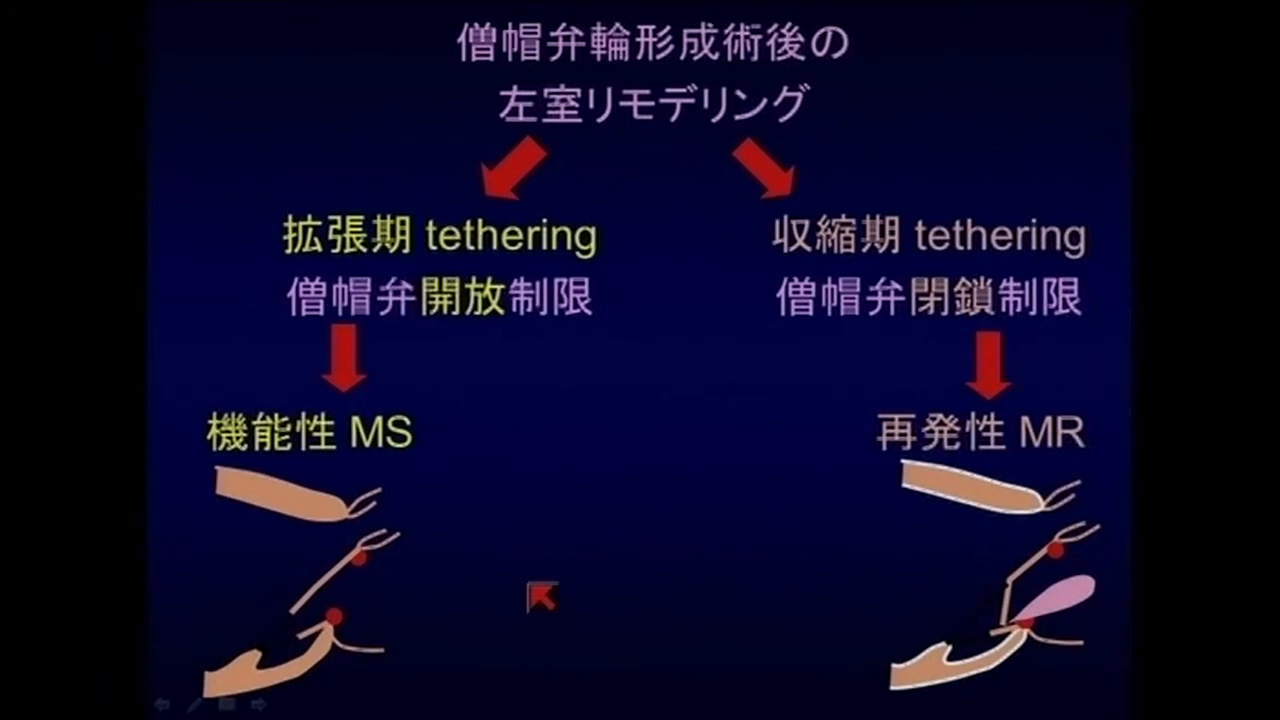 僧帽弁輪形成術後の
左室リモデリング
拡張期 tethering
僧帽弁開放制限
収縮期 tethering
僧帽弁閉鎖制限
機能性 MS
再発性 MR